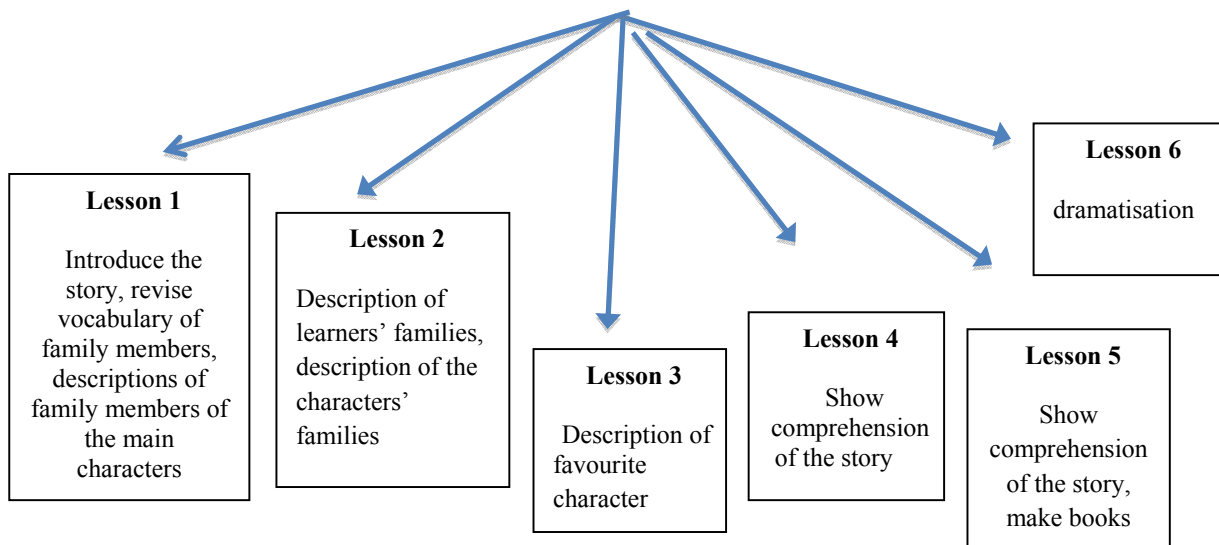 Lesson 1
Introduce the
story, revise
vocabulary of
family members,
descriptions of
family members of
the main
characters
Lesson 2
Description of
learners’ families,
description of the
characters’
families
Lesson 3
Description of
favourite
character
Lesson 4
Show
comprehension
of the story
Lesson 5
Show
comprehension
of the story,
make books
Lesson 6
dramatisation